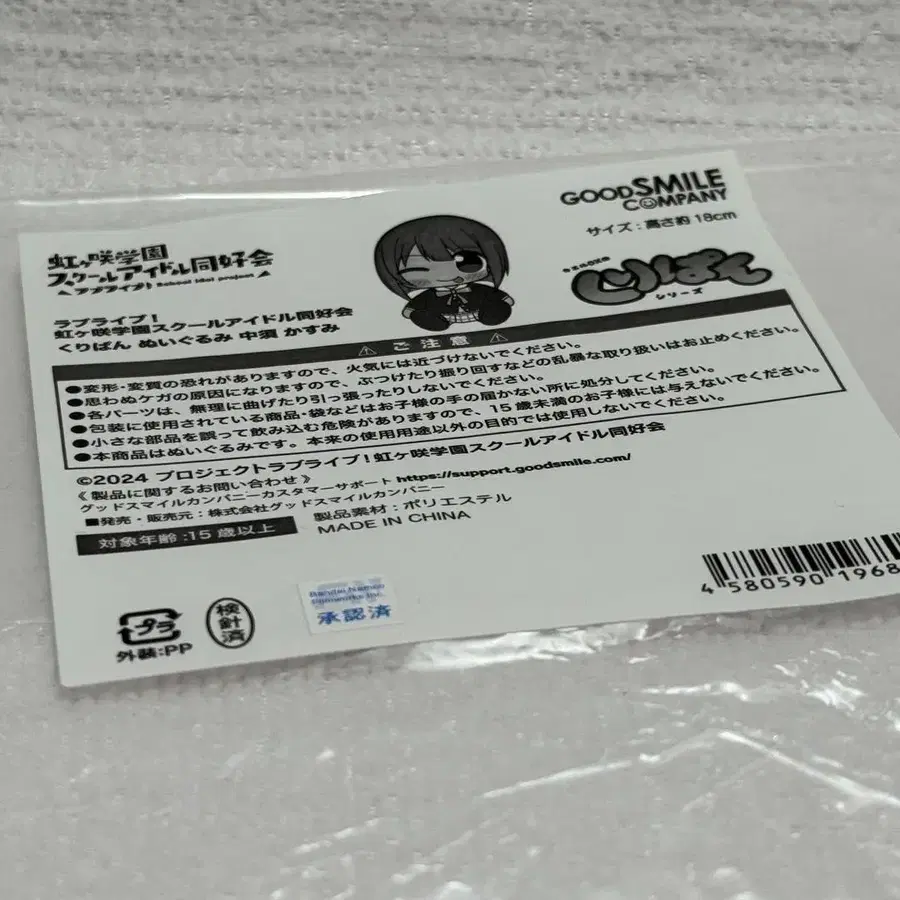 GOODSMILE
COMPANY
サイズ：高さ約18cm
虹ヶ咲学園
スクールアイドル同好会
ラブライブ! School idol project
くりぱん
シリーズ
ラブライブ！
虹ヶ咲学園スクールアイドル同好会
くりぱん ぬいぐるみ 中須 かすみ
⚠ ご注意 ⚠
●変形・変質の恐れがありますので、火気には近づけないでください。
●思わぬケガの原因になりますので、ぶつけたり振り回すなどの乱暴な取り扱いはお止めください。
●各パーツは、無理に曲げたり引っ張ったりしないでください。
●包装に使用されている商品・袋などはお子様の手の届かない所に処分してください。
●小さな部品を誤って飲み込む危険がありますので、15歳未満のお子様には与えないでください。
●本商品はぬいぐるみです。本来の使用用途以外の目的では使用しないでください。
©2024 プロジェクトラブライブ！虹ヶ咲学園スクールアイドル同好会
《製品に関するお問い合わせ》
グッドスマイルカンパニーカスタマーサポート https://support.goodsmile.com/
■発売・販売元：株式会社グッドスマイルカンパニー
対象年齢：15歳以上
製品素材：ポリエステル
MADE IN CHINA
4 580590 1968
プラ
外装：PP
検針済
Bandai Namco
Filmworks Inc.
承認済